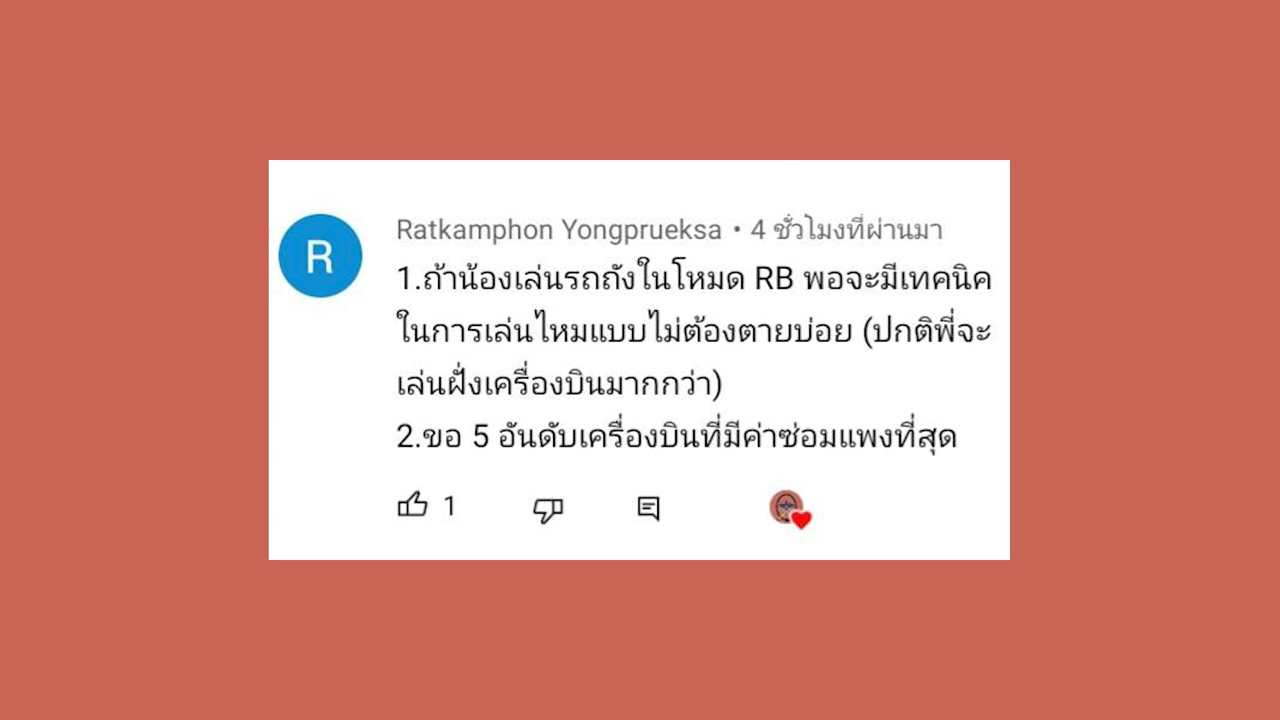 R
Ratkamphon Yongprueksa • 4 ชั่วโมงที่ผ่านมา
1.ถ้าน้องเล่นรถถังในโหมด RB พอจะมีเทคนิค
ในการเล่นไหมแบบไม่ต้องตายบ่อย (ปกติพี่จะ
เล่นฝั่งเครื่องบินมากกว่า)
2.ขอ 5 อันดับเครื่องบินที่มีค่าซ่อมแพงที่สุด
1